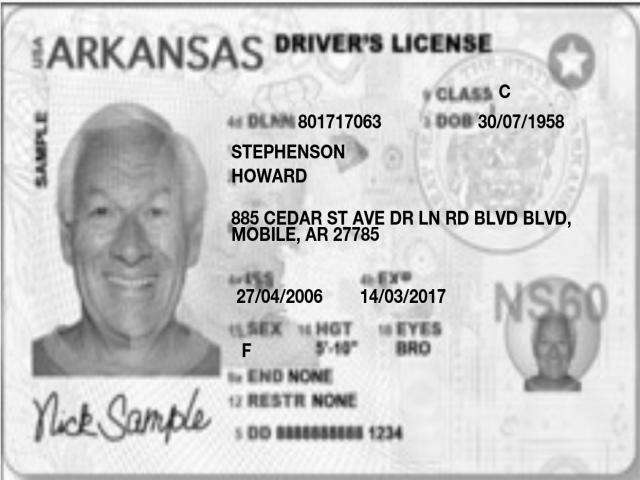 USA ARKANSAS DRIVER'S LICENSE
SAMPLE
9 CLASS C
4d DLNN 801717063 3 DOB 30/07/1958
STEPHENSON
HOWARD
885 CEDAR ST AVE DR LN RD BLVD BLVD,
MOBILE, AR 27785
4a ISS 4b EXP
27/04/2006 14/03/2017
NS60
15 SEX 16 HGT 18 EYES
F 5'-10" BRO
9a END NONE
12 RESTR NONE
5 DD 8888888888 1234
Nick Sample